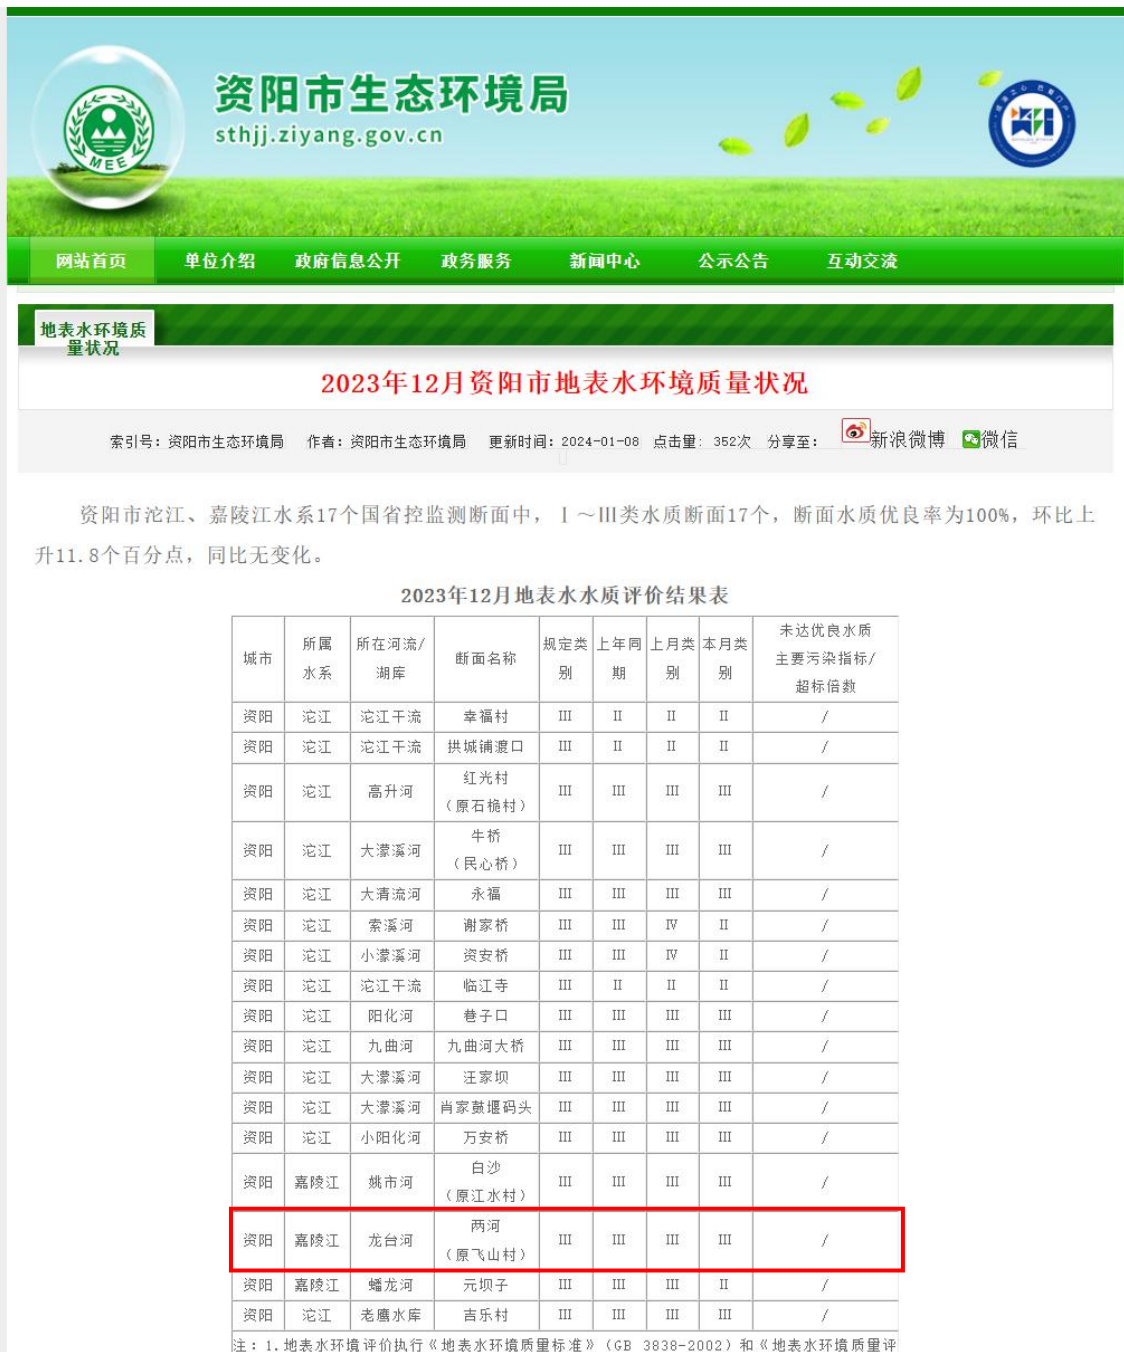 资阳市生态环境局
sthjj.ziyang.gov.cn
MEE
网站首页 单位介绍 政府信息公开 政务服务 新闻中心 公示公告 互动交流
地表水环境质
量状况
2023年12月资阳市地表水环境质量状况
索引号：资阳市生态环境局 作者：资阳市生态环境局 更新时间：2024-01-08 点击量：352次 分享至： 新浪微博 微信
资阳市沱江、嘉陵江水系17个国省控监测断面中，Ⅰ～Ⅲ类水质断面17个，断面水质优良率为100%，环比上
升11.8个百分点，同比无变化。
2023年12月地表水水质评价结果表
城市 所属水系 所在河流/湖库 断面名称 规定类别 上年同期 上月类别 本月类别 未达优良水质主要污染指标/超标倍数
资阳 沱江 沱江干流 幸福村 Ⅲ Ⅱ Ⅱ Ⅱ /
资阳 沱江 沱江干流 拱城铺渡口 Ⅲ Ⅱ Ⅱ Ⅱ /
资阳 沱江 高升河 红光村（原石桅村） Ⅲ Ⅲ Ⅲ Ⅲ /
资阳 沱江 大濛溪河 牛桥（民心桥） Ⅲ Ⅲ Ⅲ Ⅲ /
资阳 沱江 大清流河 永福 Ⅲ Ⅲ Ⅲ Ⅲ /
资阳 沱江 索溪河 谢家桥 Ⅲ Ⅲ Ⅳ Ⅱ /
资阳 沱江 小濛溪河 资安桥 Ⅲ Ⅲ Ⅳ Ⅱ /
资阳 沱江 沱江干流 临江寺 Ⅲ Ⅱ Ⅱ Ⅱ /
资阳 沱江 阳化河 巷子口 Ⅲ Ⅲ Ⅲ Ⅲ /
资阳 沱江 九曲河 九曲河大桥 Ⅲ Ⅲ Ⅲ Ⅲ /
资阳 沱江 大濛溪河 汪家坝 Ⅲ Ⅲ Ⅲ Ⅲ /
资阳 沱江 大濛溪河 肖家鼓堰码头 Ⅲ Ⅲ Ⅲ Ⅲ /
资阳 沱江 小阳化河 万安桥 Ⅲ Ⅲ Ⅲ Ⅲ /
资阳 嘉陵江 姚市河 白沙（原江水村） Ⅲ Ⅲ Ⅲ Ⅲ /
资阳 嘉陵江 龙台河 两河（原飞山村） Ⅲ Ⅲ Ⅲ Ⅲ /
资阳 嘉陵江 蟠龙河 元坝子 Ⅲ Ⅲ Ⅲ Ⅱ /
资阳 沱江 老鹰水库 吉乐村 Ⅲ Ⅲ Ⅲ Ⅲ /
注：1.地表水环境评价执行《地表水环境质量标准》（GB 3838-2002）和《地表水环境质量评